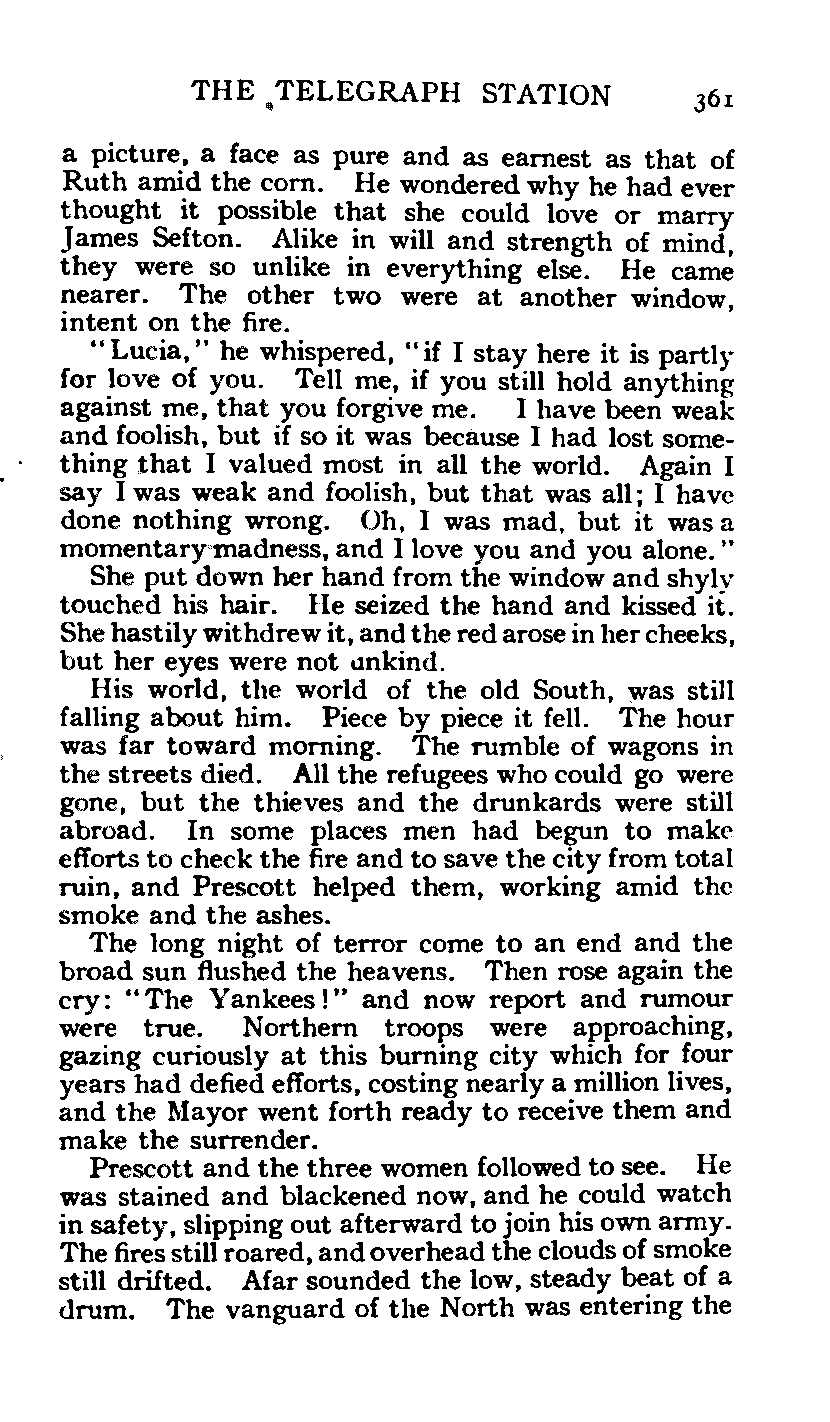 THE TELEGRAPH STATION 361
a picture, a face as pure and as earnest as that of
Ruth amid the corn. He wondered why he had ever
thought it possible that she could love or marry
James Sefton. Alike in will and strength of mind,
they were so unlike in everything else. He came
nearer. The other two were at another window,
intent on the fire.
"Lucia," he whispered, "if I stay here it is partly
for love of you. Tell me, if you still hold anything
against me, that you forgive me. I have been weak
and foolish, but if so it was because I had lost some-
thing that I valued most in all the world. Again I
say I was weak and foolish, but that was all; I have
done nothing wrong. Oh, I was mad, but it was a
momentary madness, and I love you and you alone."
She put down her hand from the window and shyly
touched his hair. He seized the hand and kissed it.
She hastily withdrew it, and the red arose in her cheeks,
but her eyes were not unkind.
His world, the world of the old South, was still
falling about him. Piece by piece it fell. The hour
was far toward morning. The rumble of wagons in
the streets died. All the refugees who could go were
gone, but the thieves and the drunkards were still
abroad. In some places men had begun to make
efforts to check the fire and to save the city from total
ruin, and Prescott helped them, working amid the
smoke and the ashes.
The long night of terror come to an end and the
broad sun flushed the heavens. Then rose again the
cry: "The Yankees!" and now report and rumour
were true. Northern troops were approaching,
gazing curiously at this burning city which for four
years had defied efforts, costing nearly a million lives,
and the Mayor went forth ready to receive them and
make the surrender.
Prescott and the three women followed to see. He
was stained and blackened now, and he could watch
in safety, slipping out afterward to join his own army.
The fires still roared, and overhead the clouds of smoke
still drifted. Afar sounded the low, steady beat of a
drum. The vanguard of the North was entering the